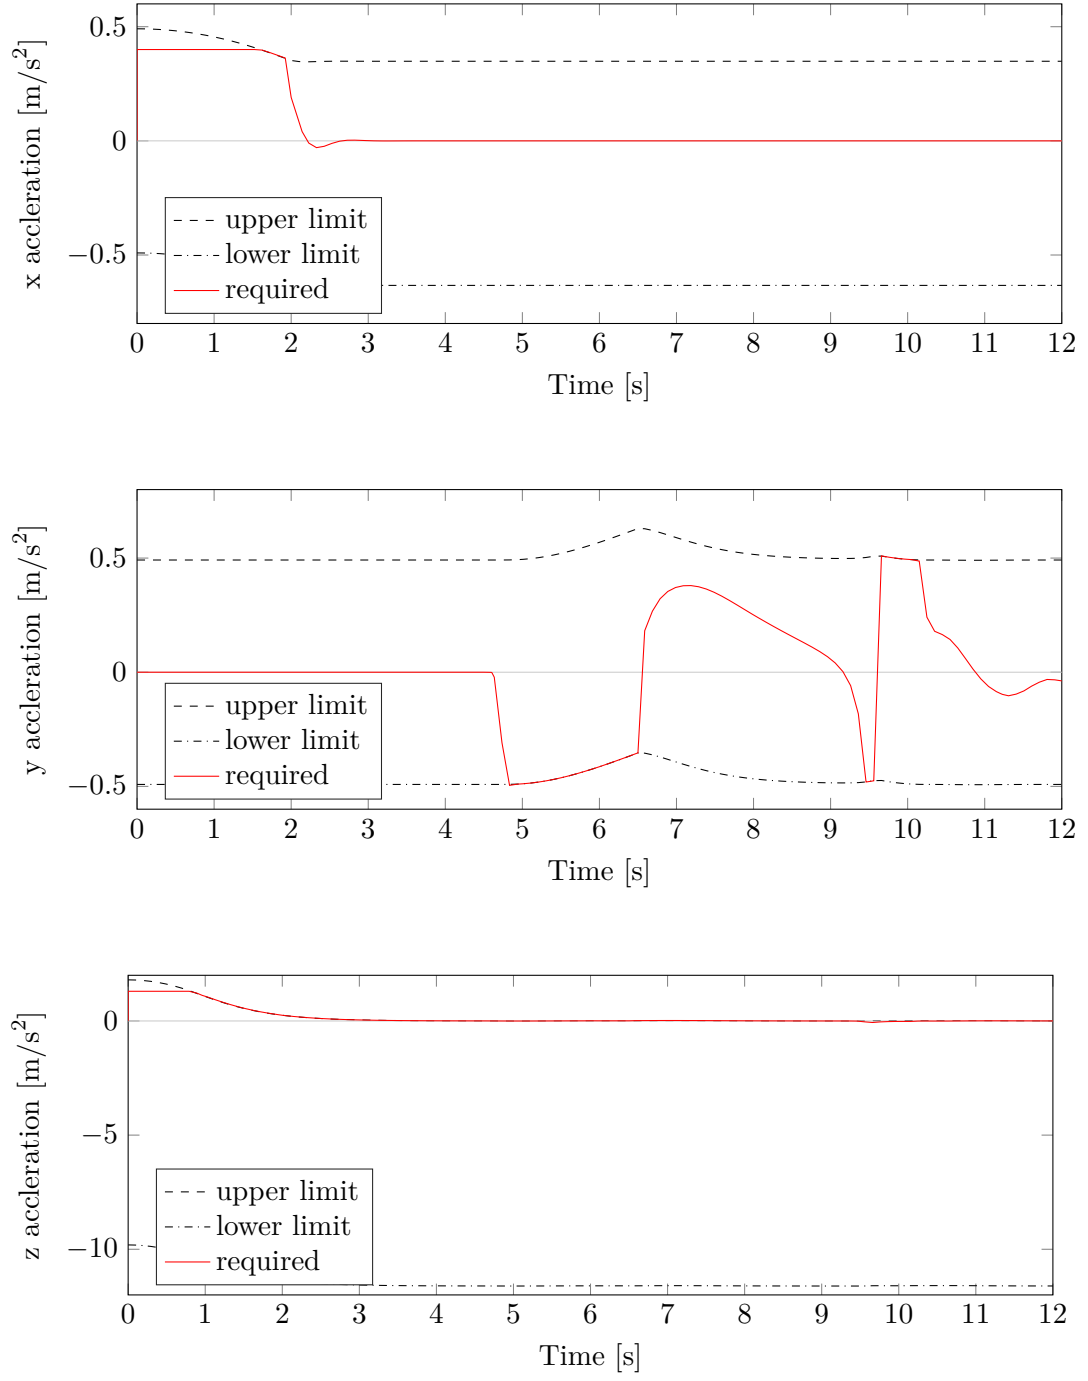 0.5
0
−0.5
x accleration [m/s²]
upper limit
lower limit
required
0 1 2 3 4 5 6 7 8 9 10 11 12
Time [s]
0.5
0
−0.5
y accleration [m/s²]
upper limit
lower limit
required
0 1 2 3 4 5 6 7 8 9 10 11 12
Time [s]
0
−5
−10
z accleration [m/s²]
upper limit
lower limit
required
0 1 2 3 4 5 6 7 8 9 10 11 12
Time [s]